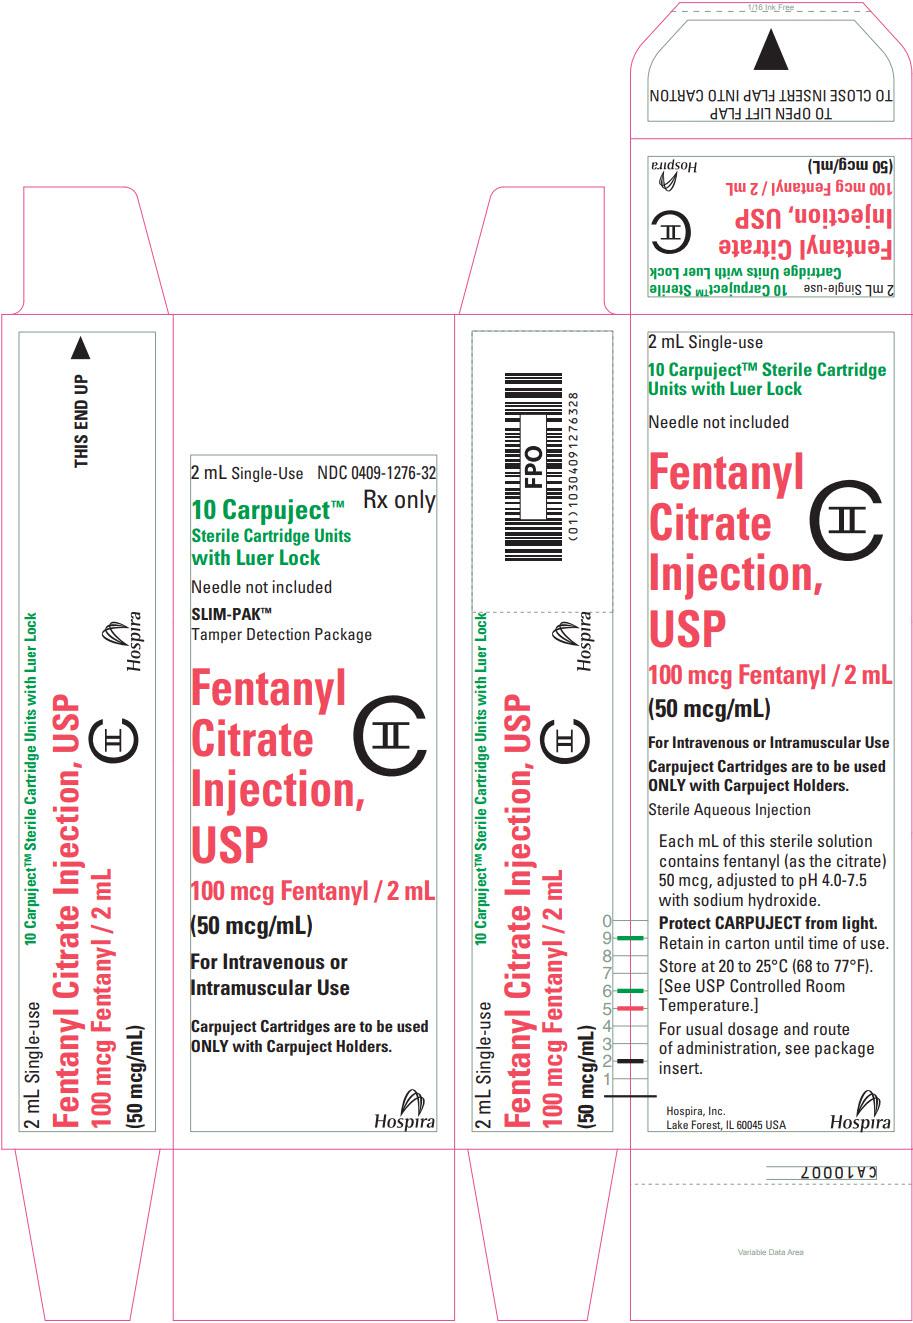 1/16 Ink Free
TO OPEN LIFT FLAP
TO CLOSE INSERT FLAP INTO CARTON
2 mL Single-use
10 Carpuject™ Sterile
Cartridge Units with Luer Lock
Fentanyl Citrate
Injection, USP
CII
100 mcg Fentanyl / 2 mL
(50 mcg/mL)
Hospira
THIS END UP
2 mL Single-use
10 Carpuject™ Sterile Cartridge Units with Luer Lock
Fentanyl Citrate Injection, USP
CII
100 mcg Fentanyl / 2 mL
(50 mcg/mL)
Hospira
2 mL Single-Use NDC 0409-1276-32
Rx only
10 Carpuject™
Sterile Cartridge Units
with Luer Lock
Needle not included
SLIM-PAK™
Tamper Detection Package
Fentanyl
Citrate
Injection,
USP
CII
100 mcg Fentanyl / 2 mL
(50 mcg/mL)
For Intravenous or
Intramuscular Use
Carpuject Cartridges are to be used
ONLY with Carpuject Holders.
Hospira
FPO
(01)10304091276328
2 mL Single-use
10 Carpuject™ Sterile Cartridge Units with Luer Lock
Fentanyl Citrate Injection, USP
CII
100 mcg Fentanyl / 2 mL
(50 mcg/mL)
Hospira
0
9
8
7
6
5
4
3
2
1
2 mL Single-use
10 Carpuject™ Sterile Cartridge
Units with Luer Lock
Needle not included
Fentanyl
Citrate
Injection,
USP
CII
100 mcg Fentanyl / 2 mL
(50 mcg/mL)
For Intravenous or Intramuscular Use
Carpuject Cartridges are to be used
ONLY with Carpuject Holders.
Sterile Aqueous Injection
Each mL of this sterile solution
contains fentanyl (as the citrate)
50 mcg, adjusted to pH 4.0-7.5
with sodium hydroxide.
Protect CARPUJECT from light.
Retain in carton until time of use.
Store at 20 to 25°C (68 to 77°F).
[See USP Controlled Room
Temperature.]
For usual dosage and route
of administration, see package
insert.
Hospira, Inc.
Lake Forest, IL 60045 USA
Hospira
CA10007
Variable Data Area